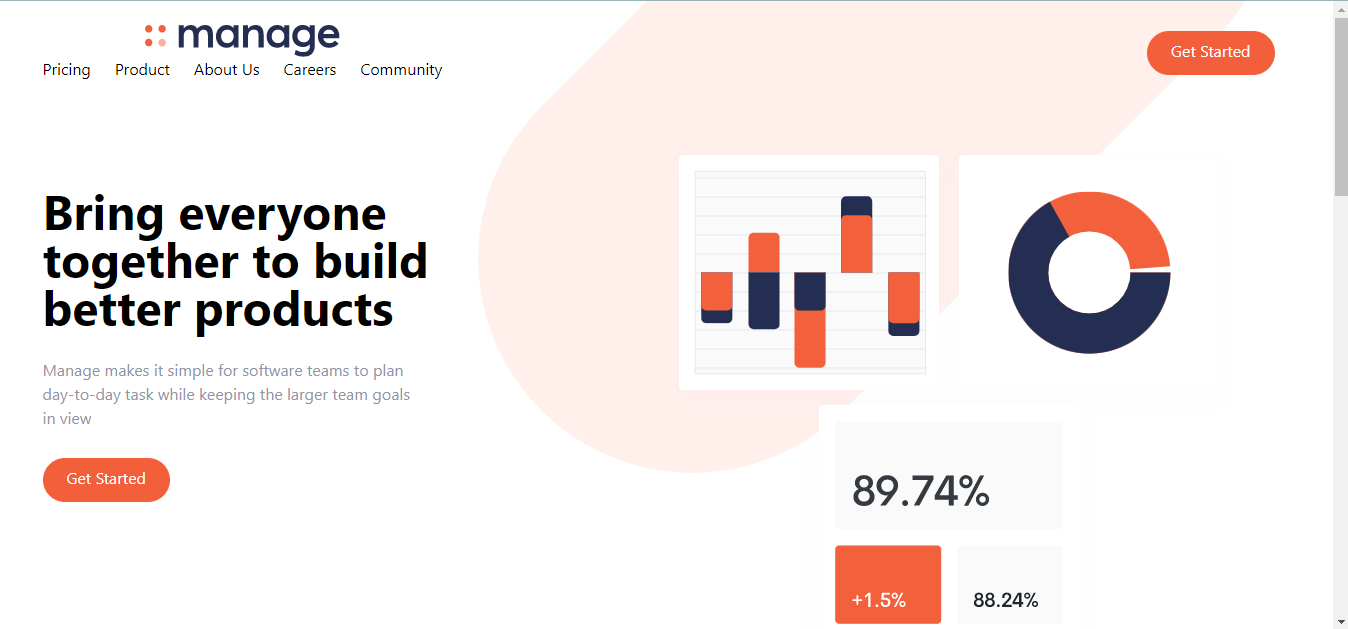 manage
Get Started
Pricing Product About Us Careers Community
Bring everyone
together to build
better products
Manage makes it simple for software teams to plan
day-to-day task while keeping the larger team goals
in view
Get Started
89.74%
+1.5% 88.24%